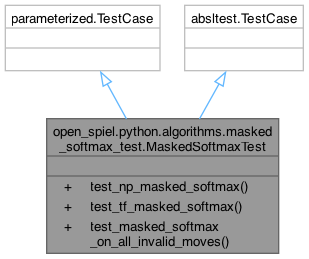 parameterized.TestCase
absltest.TestCase
open_spiel.python.algorithms.masked
_softmax_test.MaskedSoftmaxTest
+ test_np_masked_softmax()
+ test_tf_masked_softmax()
+ test_masked_softmax
_on_all_invalid_moves()